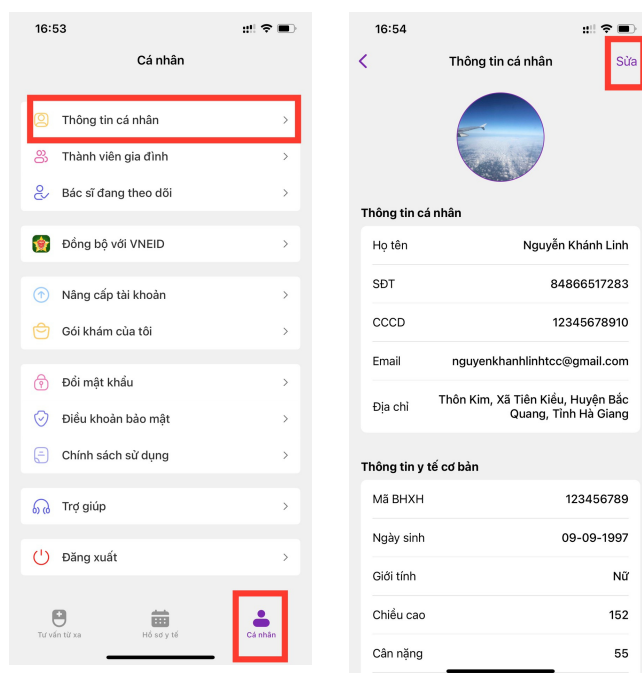 16:53
Cá nhân
Thông tin cá nhân
Thành viên gia đình
Bác sĩ đang theo dõi
Đồng bộ với VNEID
Nâng cấp tài khoản
Gói khám của tôi
Đổi mật khẩu
Điều khoản bảo mật
Chính sách sử dụng
Trợ giúp
Đăng xuất
Tư vấn từ xa
Hồ sơ y tế
Cá nhân
16:54
Thông tin cá nhân
Sửa
Thông tin cá nhân
Họ tên Nguyễn Khánh Linh
SĐT 84866517283
CCCD 12345678910
Email nguyenkhanhlinhtcc@gmail.com
Địa chỉ Thôn Kim, Xã Tiên Kiều, Huyện Bắc
Quang, Tỉnh Hà Giang
Thông tin y tế cơ bản
Mã BHXH 123456789
Ngày sinh 09-09-1997
Giới tính Nữ
Chiều cao 152
Cân nặng 55